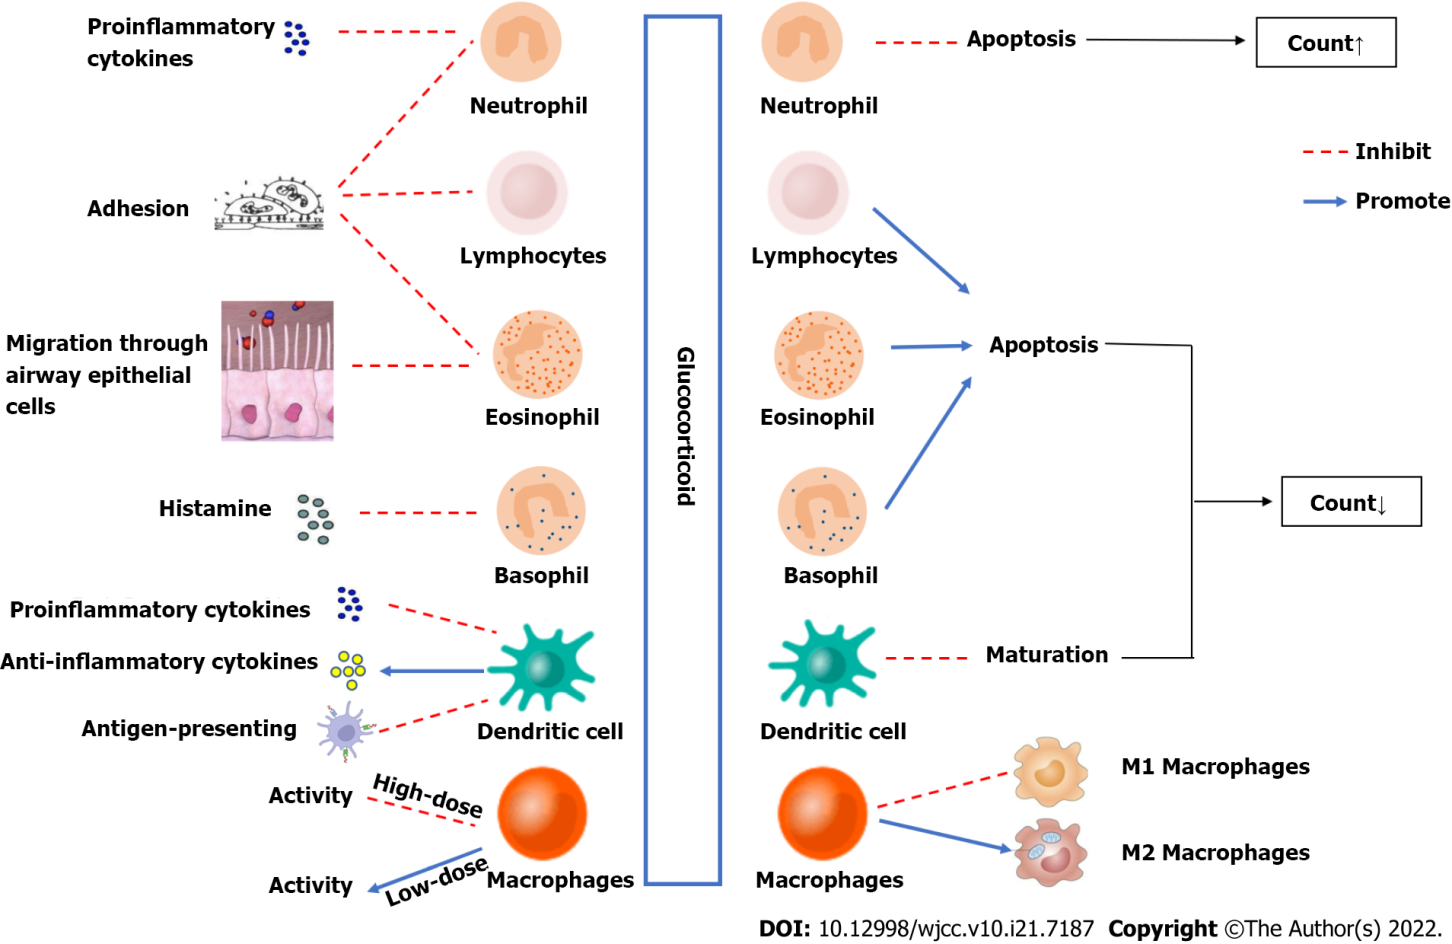 Proinflammatory
cytokines
Neutrophil
Adhesion
Lymphocytes
Migration through
airway epithelial
cells
Eosinophil
Histamine
Basophil
Proinflammatory cytokines
Anti-inflammatory cytokines
Antigen-presenting
Dendritic cell
Activity
High-dose
Activity
Low-dose
Macrophages
Glucocorticoid
Neutrophil
Apoptosis
Count↑
Inhibit
Promote
Lymphocytes
Eosinophil
Apoptosis
Basophil
Count↓
Dendritic cell
Maturation
Macrophages
M1 Macrophages
M2 Macrophages
DOI: 10.12998/wjcc.v10.i21.7187 Copyright ©The Author(s) 2022.